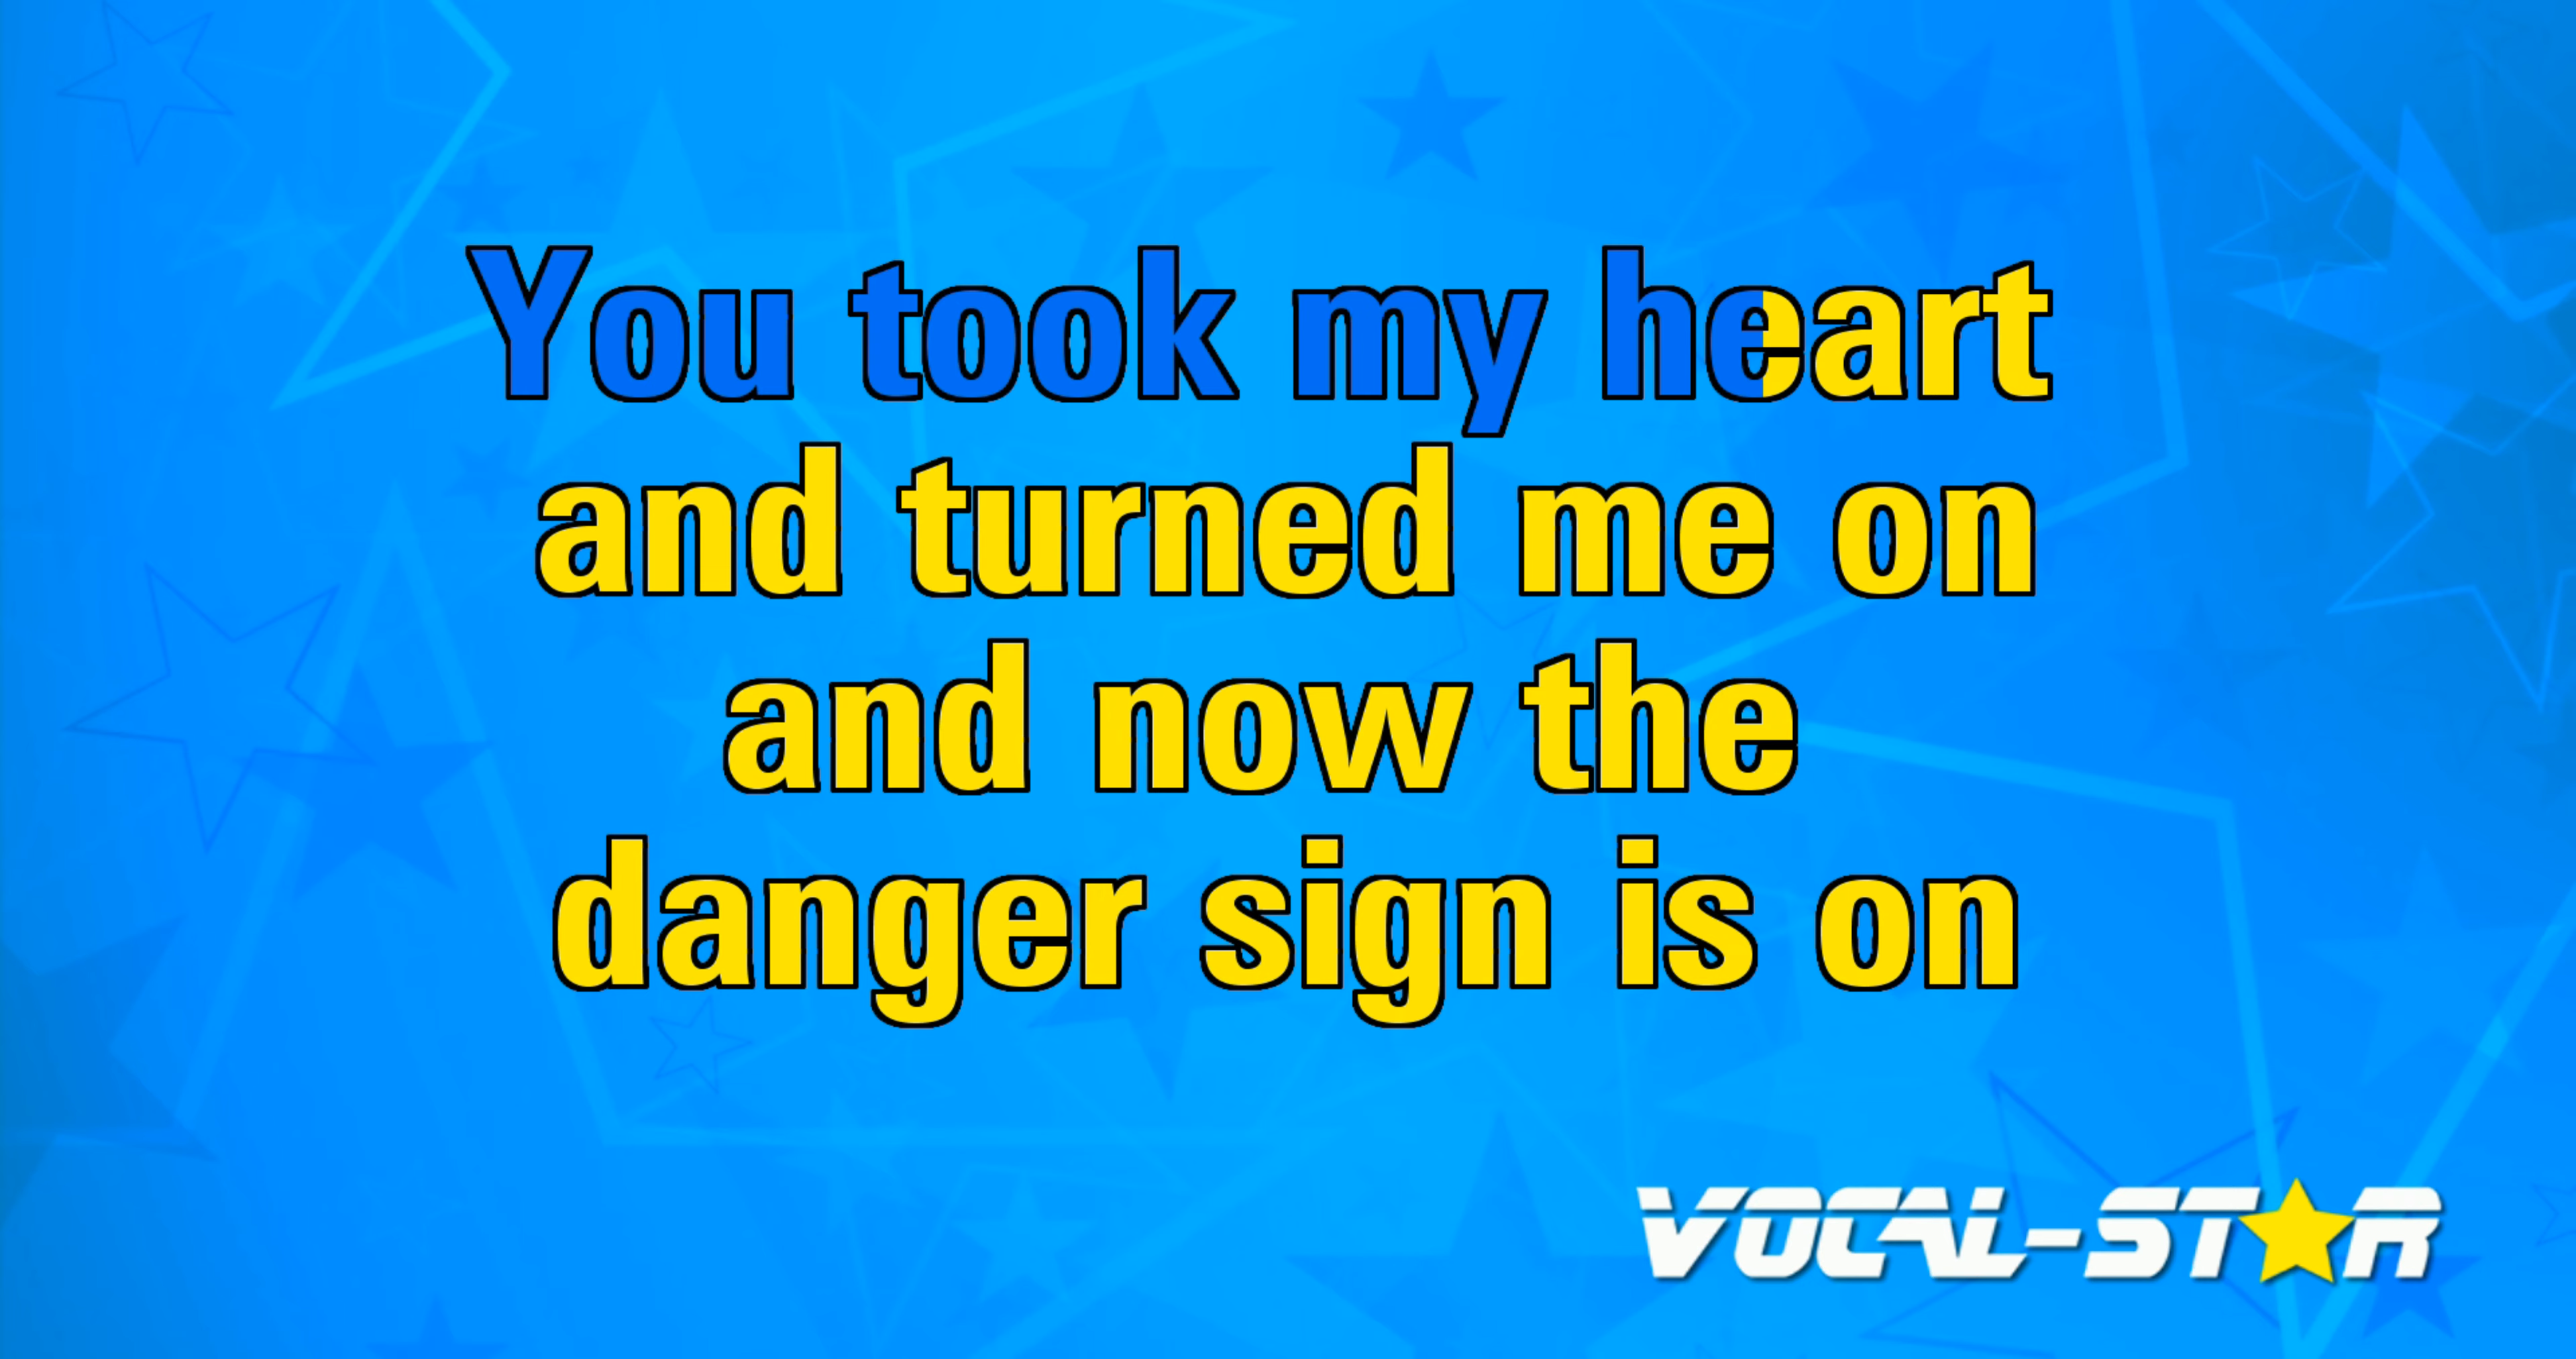 You took my heart
and turned me on
and now the
danger sign is on
VOCAL-STAR